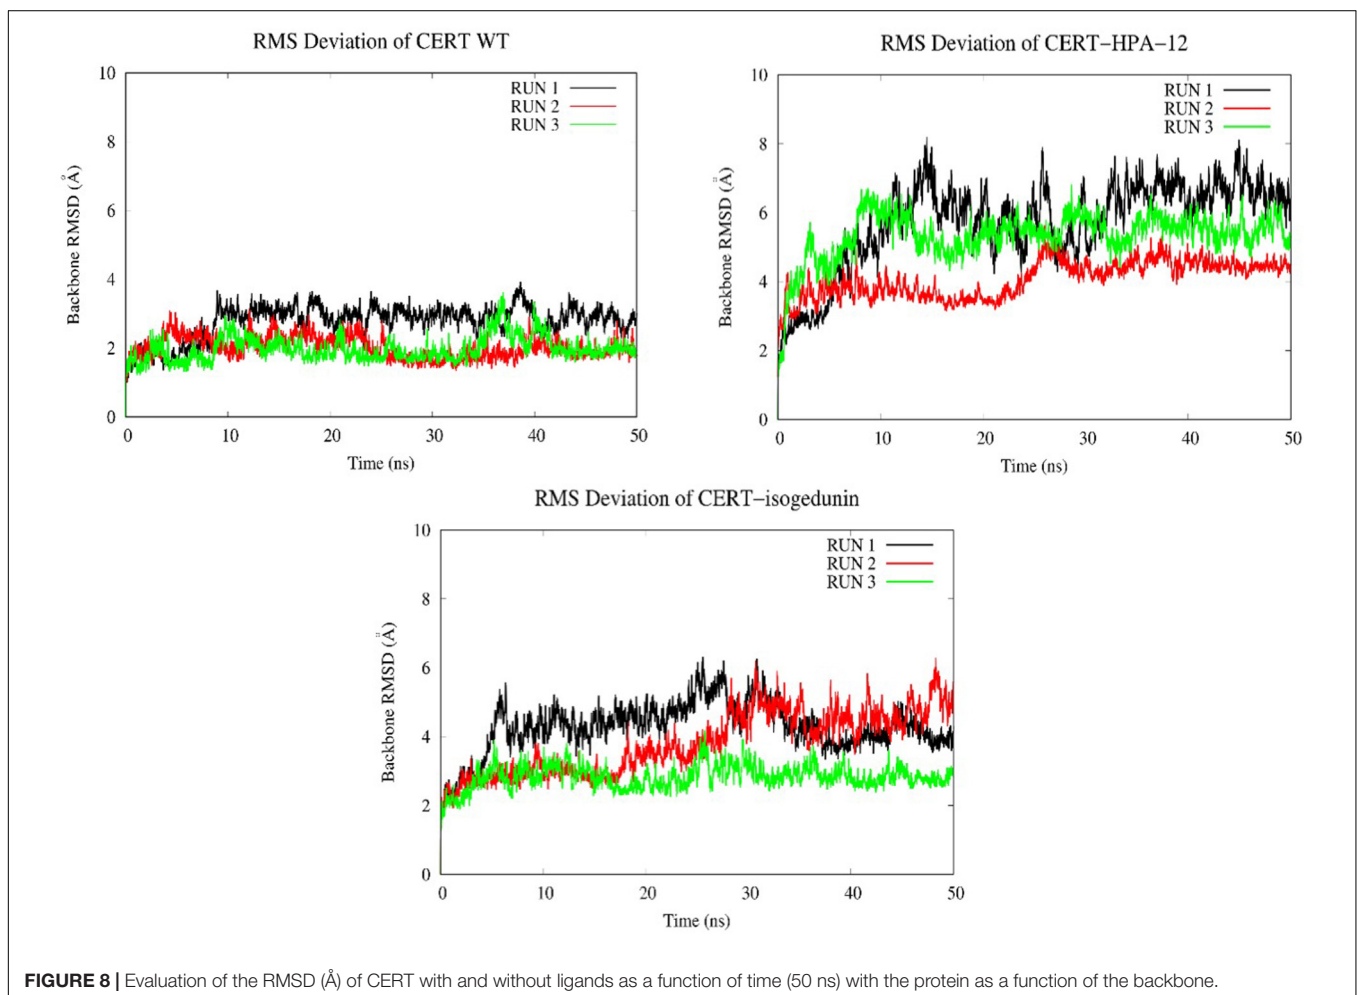 RMS Deviation of CERT WT
10
8
6
4
2
0
Backbone RMSD (Å)
RUN 1
RUN 2
RUN 3
0 10 20 30 40 50
Time (ns)
RMS Deviation of CERT–HPA–12
10
8
6
4
2
0
Backbone RMSD (Å)
RUN 1
RUN 2
RUN 3
0 10 20 30 40 50
Time (ns)
RMS Deviation of CERT–isogedunin
10
8
6
4
2
0
Backbone RMSD (Å)
RUN 1
RUN 2
RUN 3
0 10 20 30 40 50
Time (ns)
FIGURE 8 | Evaluation of the RMSD (Å) of CERT with and without ligands as a function of time (50 ns) with the protein as a function of the backbone.